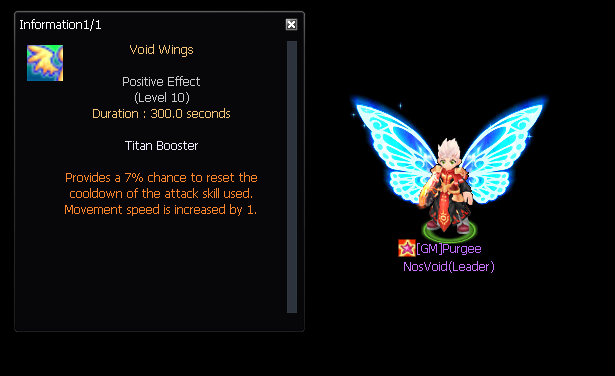 Information1/1
Void Wings
Positive Effect
(Level 10)
Duration : 300.0 seconds
Titan Booster
Provides a 7% chance to reset the
cooldown of the attack skill used.
Movement speed is increased by 1.
[GM]Purgee
NosVoid(Leader)